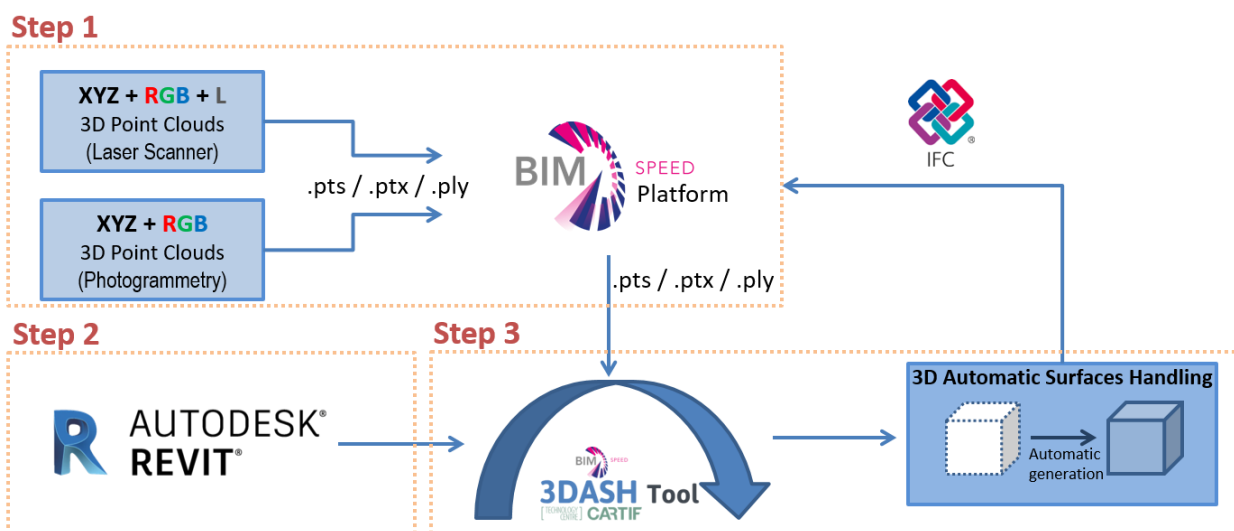 Step 1
XYZ + RGB + L
3D Point Clouds
(Laser Scanner)
.pts / .ptx / .ply
XYZ + RGB
3D Point Clouds
(Photogrammetry)
BIM SPEED
Platform
IFC
®
.pts / .ptx / .ply
Step 2
AUTODESK®
REVIT®
Step 3
BIM SPEED
3DASH Tool
[TECHNOLOGY CENTRE] CARTIF
3D Automatic Surfaces Handling
Automatic
generation